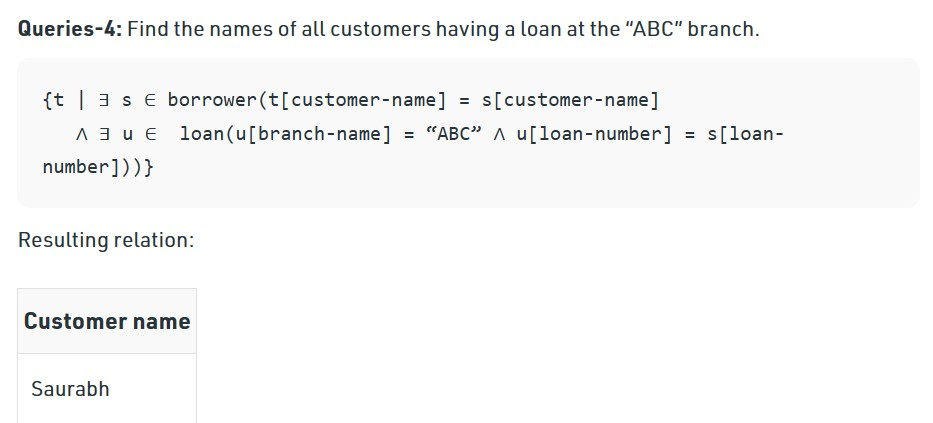 Queries-4: Find the names of all customers having a loan at the “ABC” branch.
{t | ∃ s ∈ borrower(t[customer-name] = s[customer-name]
∧ ∃ u ∈ loan(u[branch-name] = “ABC” ∧ u[loan-number] = s[loan-
number]))}
Resulting relation:
Customer name
Saurabh